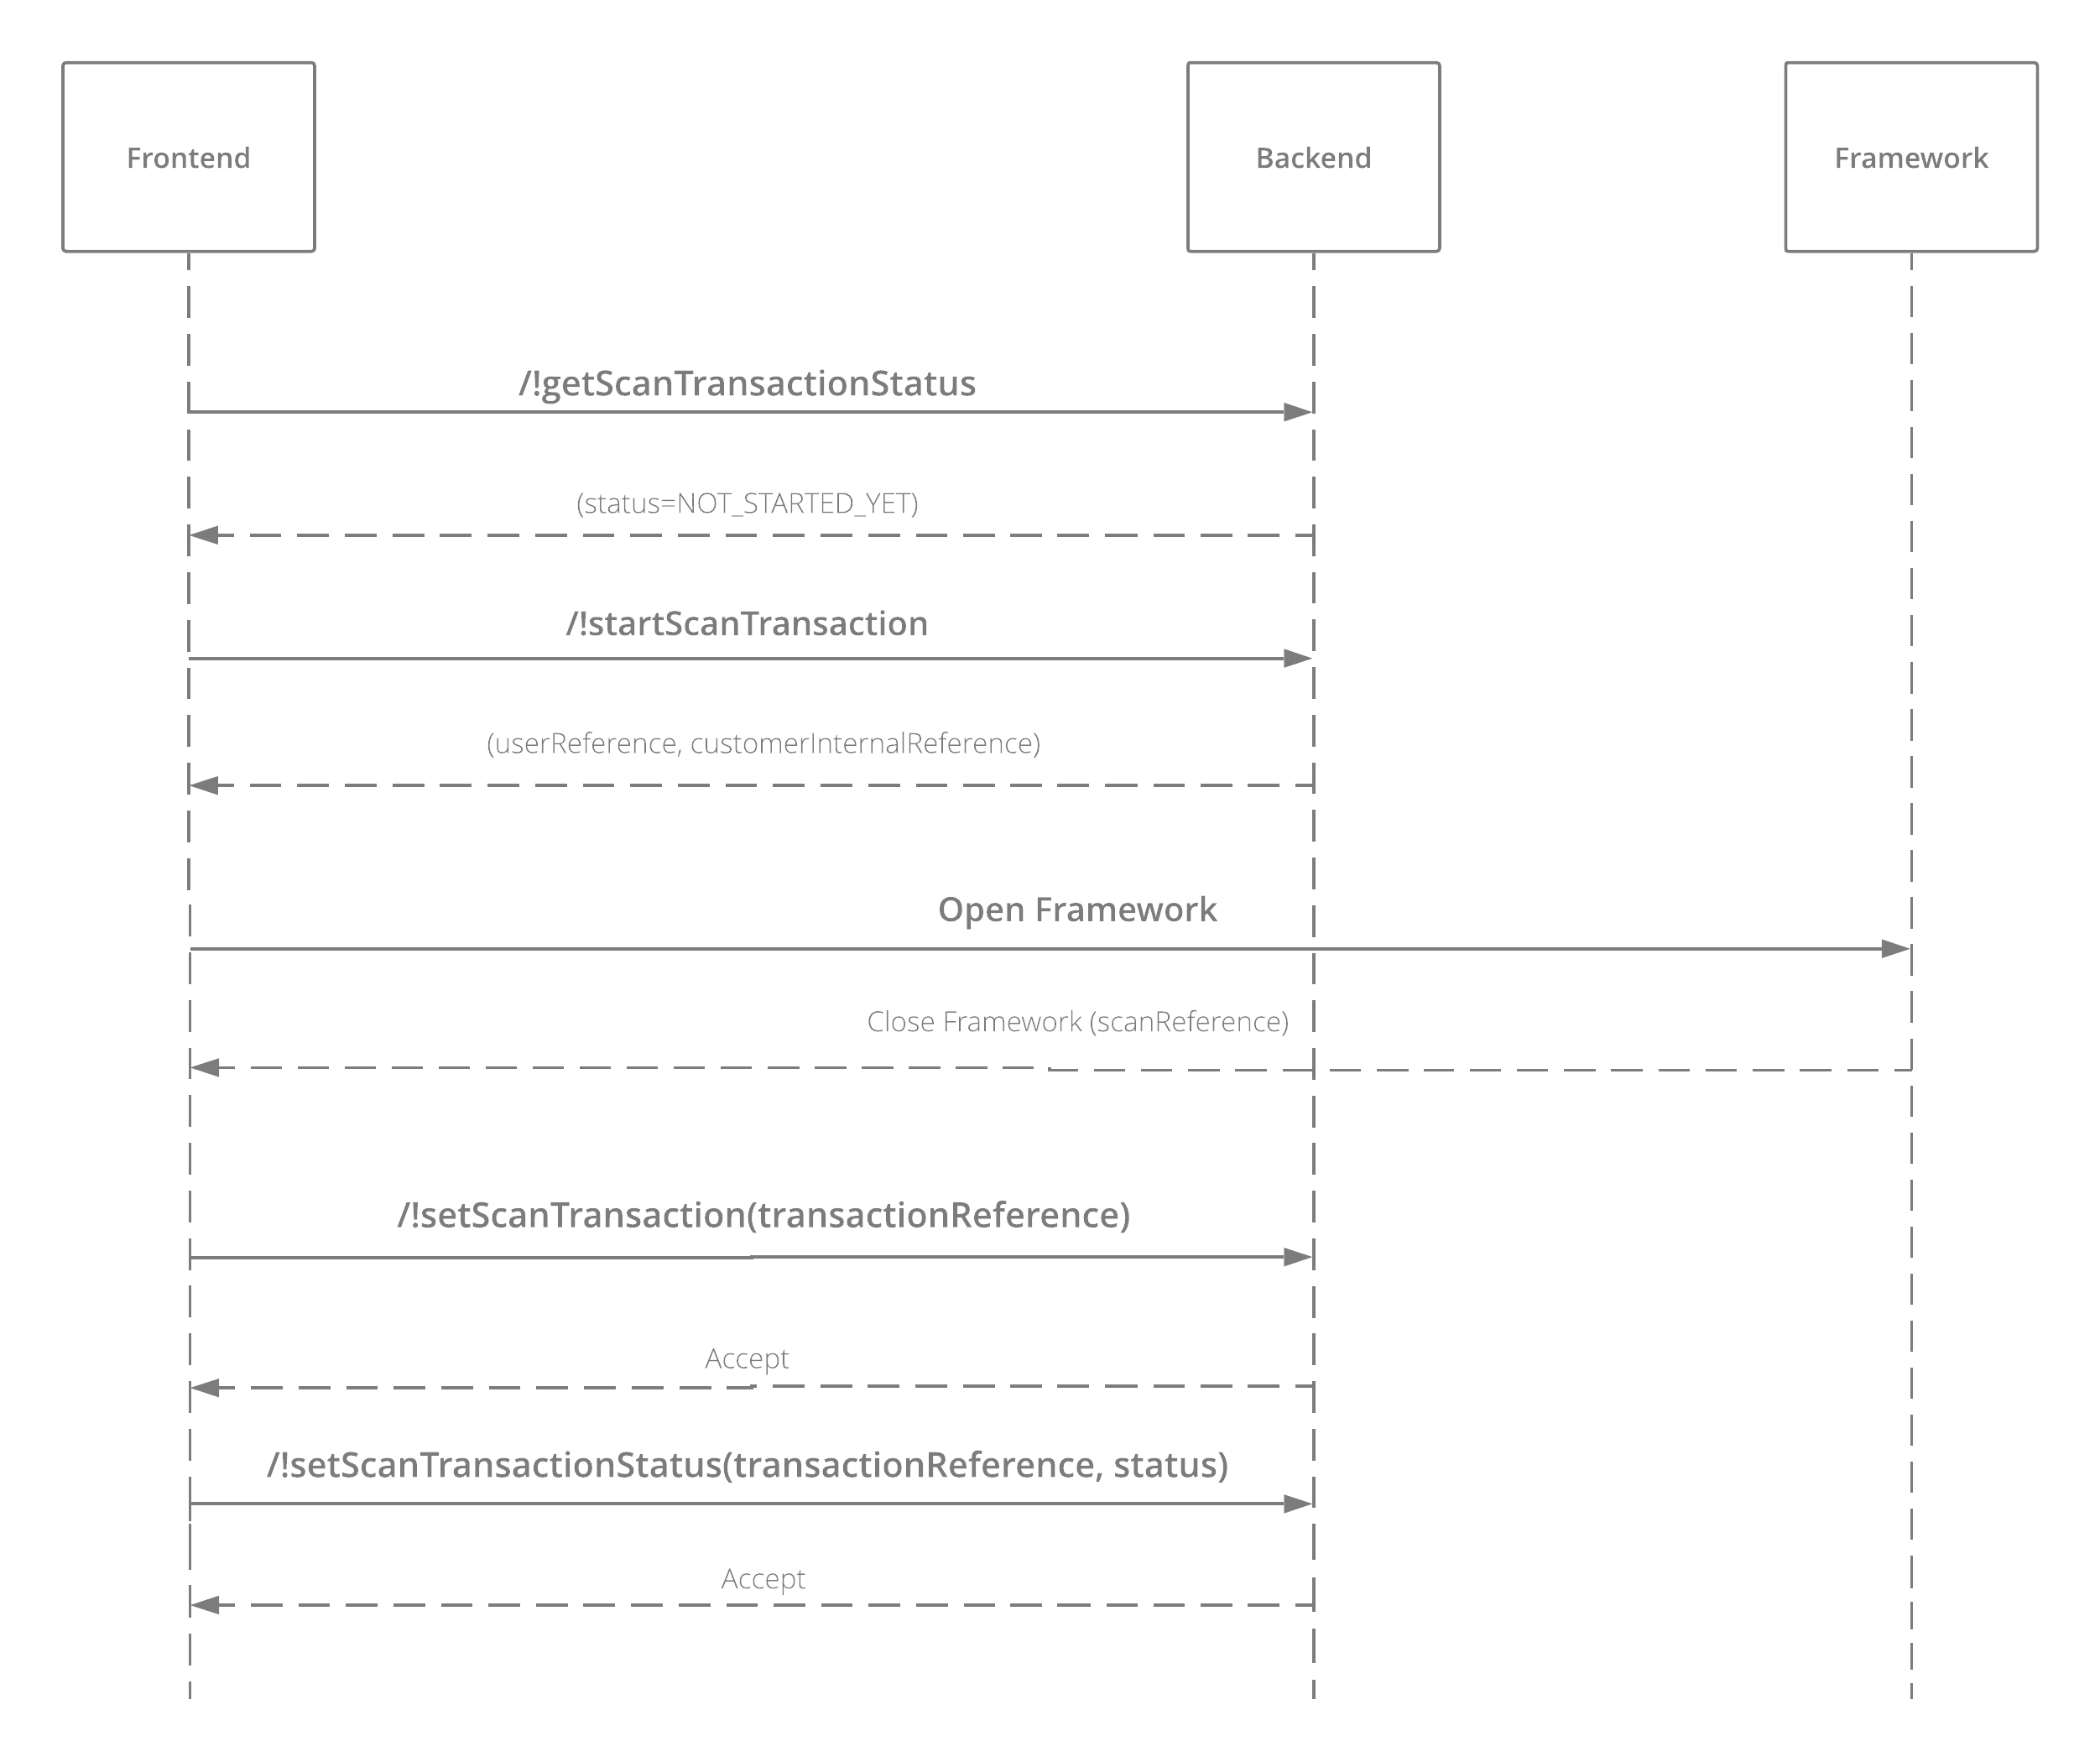 Frontend
Backend
Framework
/!getScanTransactionStatus
(status=NOT_STARTED_YET)
/!startScanTransaction
(userReference, customerInternalReference)
Open Framework
Close Framework (scanReference)
/!setScanTransaction(transactionReference)
Accept
/!setScanTransactionStatus(transactionReference, status)
Accept